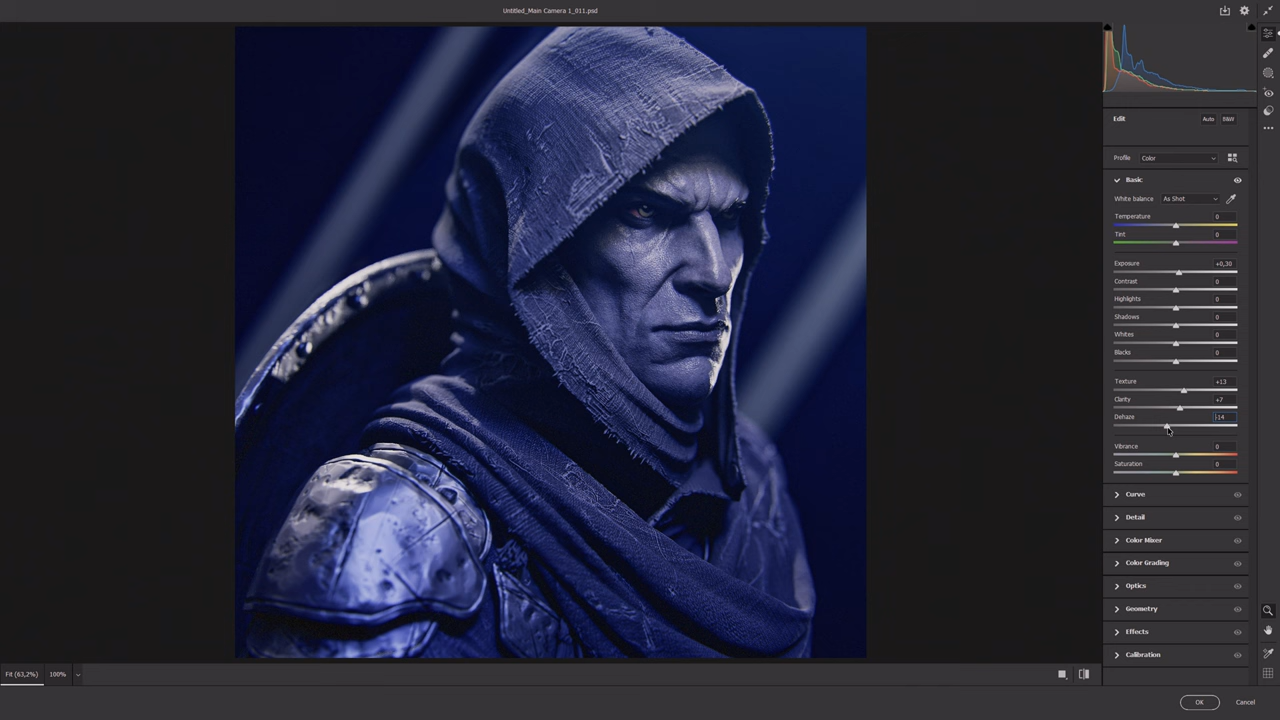 Untitled_Main Camera 1_011.psd
Edit
Auto
B&W
Profile
Color
Basic
White balance
As Shot
Temperature
0
Tint
0
Exposure
+0,30
Contrast
0
Highlights
0
Shadows
0
Whites
0
Blacks
0
Texture
+13
Clarity
+7
Dehaze
-14
Vibrance
0
Saturation
0
Curve
Detail
Color Mixer
Color Grading
Optics
Geometry
Effects
Calibration
Fit (63,2%)
100%
OK
Cancel